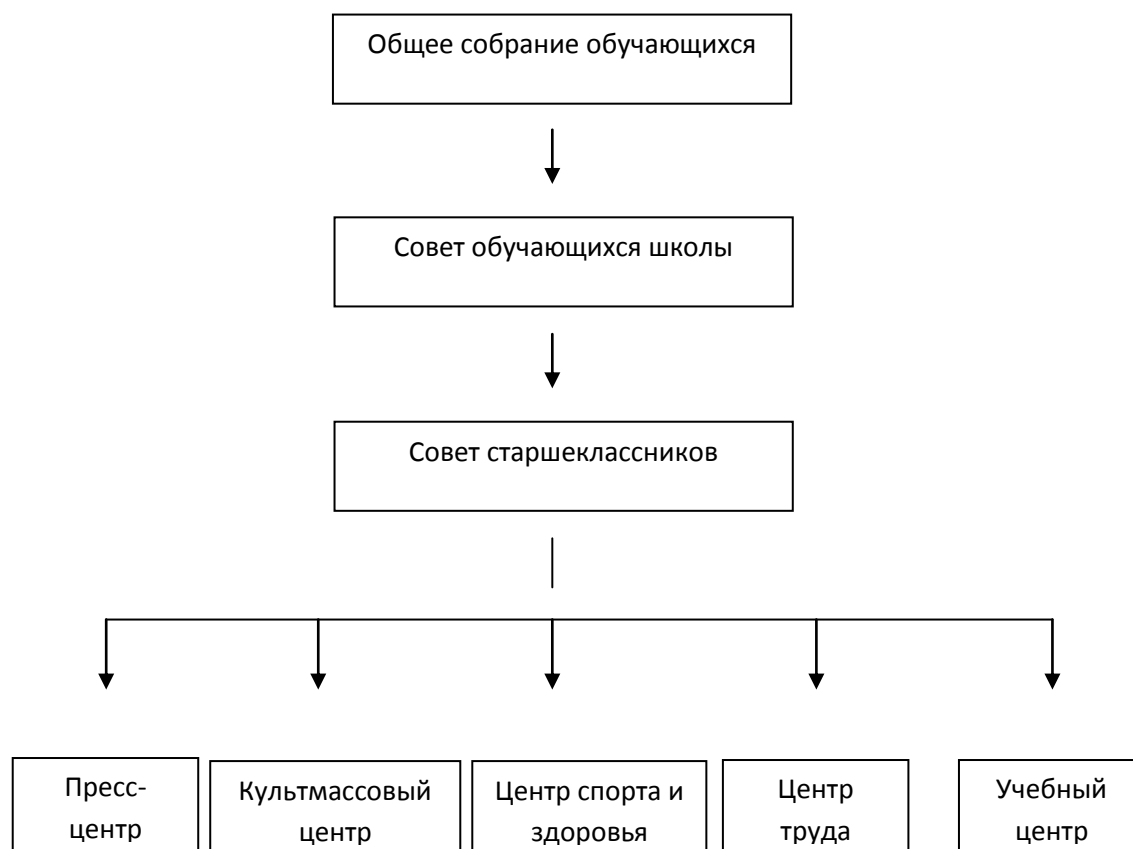 Общее собрание обучающихся
Совет обучающихся школы
Совет старшеклассников
Пресс-
центр
Культмассовый
центр
Центр спорта и
здоровья
Центр
труда
Учебный
центр